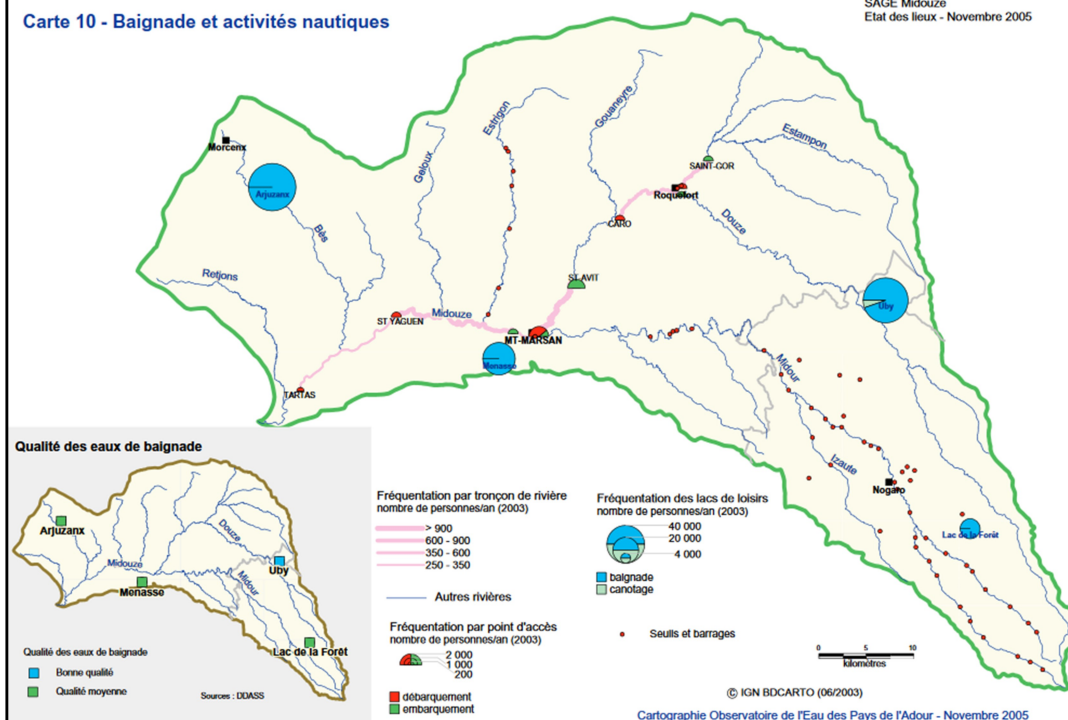 SAGE Midouze
Carte 10 - Baignade et activités nautiques
Etat des lieux - Novembre 2005
Morcenx
Arjuzanx
Geloux
Estrigon
Gouaneyre
Estampon
SAINT-GOR
Roquefort
CARO
Douze
Bès
Retjons
ST AVIT
Uby
ST YAGUEN
Midouze
MT-MARSAN
Menasse
TARTAS
Midour
Izaute
Nogaro
Lac de la Forêt
Qualité des eaux de baignade
Arjuzanx
Douze
Midouze
Uby
Menasse
Midour
Lac de la Forêt
Qualité des eaux de baignade
Bonne qualité
Qualité moyenne
Sources : DDASS
Fréquentation par tronçon de rivière
nombre de personnes/an (2003)
> 900
600 - 900
350 - 600
250 - 350
Autres rivières
Fréquentation par point d'accès
nombre de personnes/an (2003)
2 000
1 000
200
débarquement
embarquement
Fréquentation des lacs de loisirs
nombre de personnes/an (2003)
40 000
20 000
4 000
baignade
canotage
Seuils et barrages
0 5 10
kilomètres
© IGN BDCARTO (06/2003)
Cartographie Observatoire de l'Eau des Pays de l'Adour - Novembre 2005